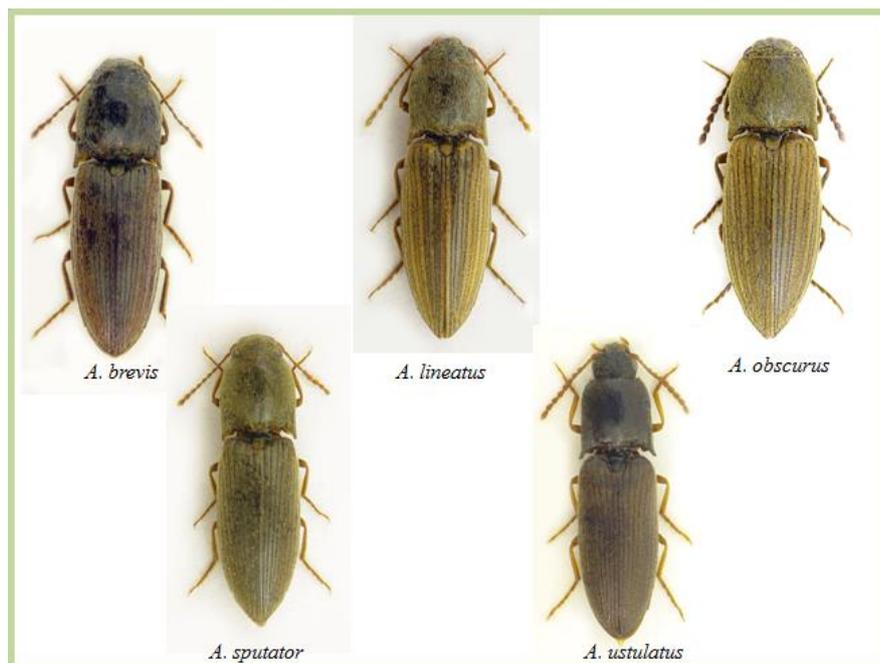 A. brevis
A. lineatus
A. obscurus
A. sputator
A. ustulatus